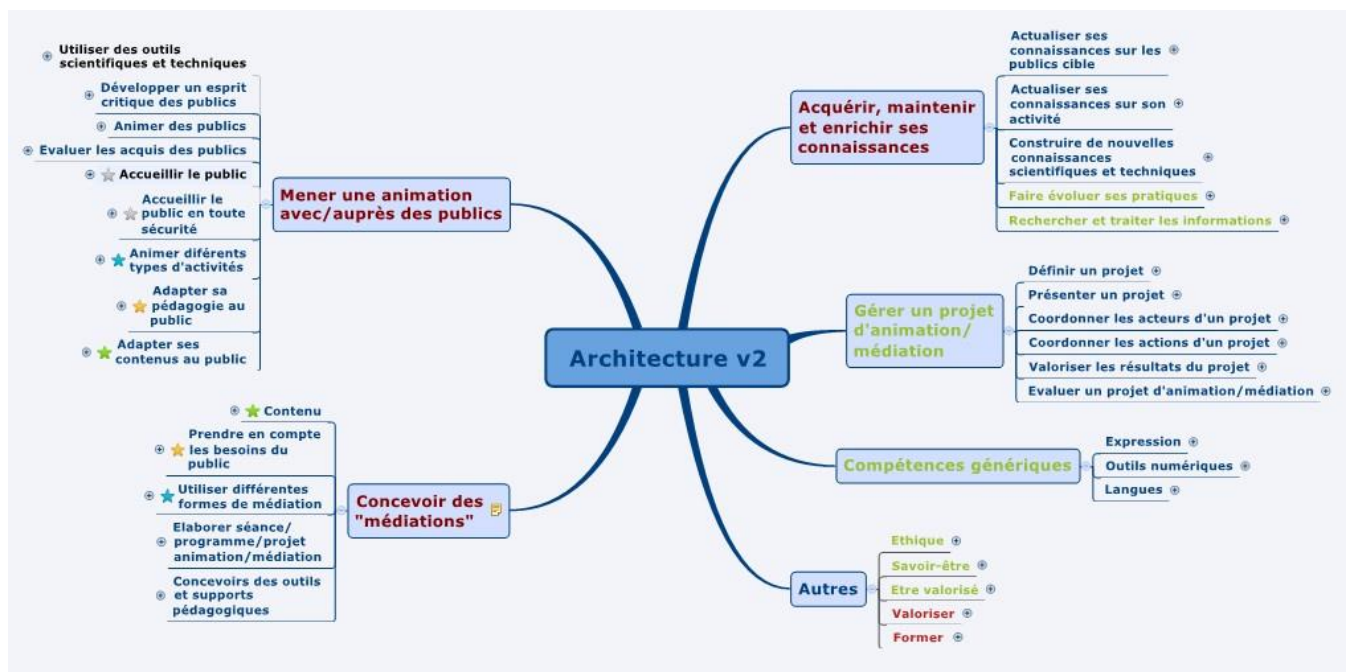 Architecture v2
Acquérir, maintenir
et enrichir ses
connaissances
Actualiser ses
connaissances sur les
publics cible
Actualiser ses
connaissances sur son
activité
Construire de nouvelles
connaissances
scientifiques et techniques
Faire évoluer ses pratiques
Rechercher et traiter les informations
Gérer un projet
d'animation/
médiation
Définir un projet
Présenter un projet
Coordonner les acteurs d'un projet
Coordonner les actions d'un projet
Valoriser les résultats du projet
Evaluer un projet d'animation/médiation
Compétences génériques
Expression
Outils numériques
Langues
Autres
Ethique
Savoir-être
Etre valorisé
Valoriser
Former
Mener une animation
avec/auprès des publics
Utiliser des outils
scientifiques et techniques
Développer un esprit
critique des publics
Animer des publics
Evaluer les acquis des publics
Accueillir le public
Accueillir le
public en toute
sécurité
Animer diférents
types d'activités
Adapter sa
pédagogie au
public
Adapter ses
contenus au public
Concevoir des
"médiations"
Contenu
Prendre en compte
les besoins du
public
Utiliser différentes
formes de médiation
Elaborer séance/
programme/projet
animation/médiation
Concevoirs des outils
et supports
pédagogiques